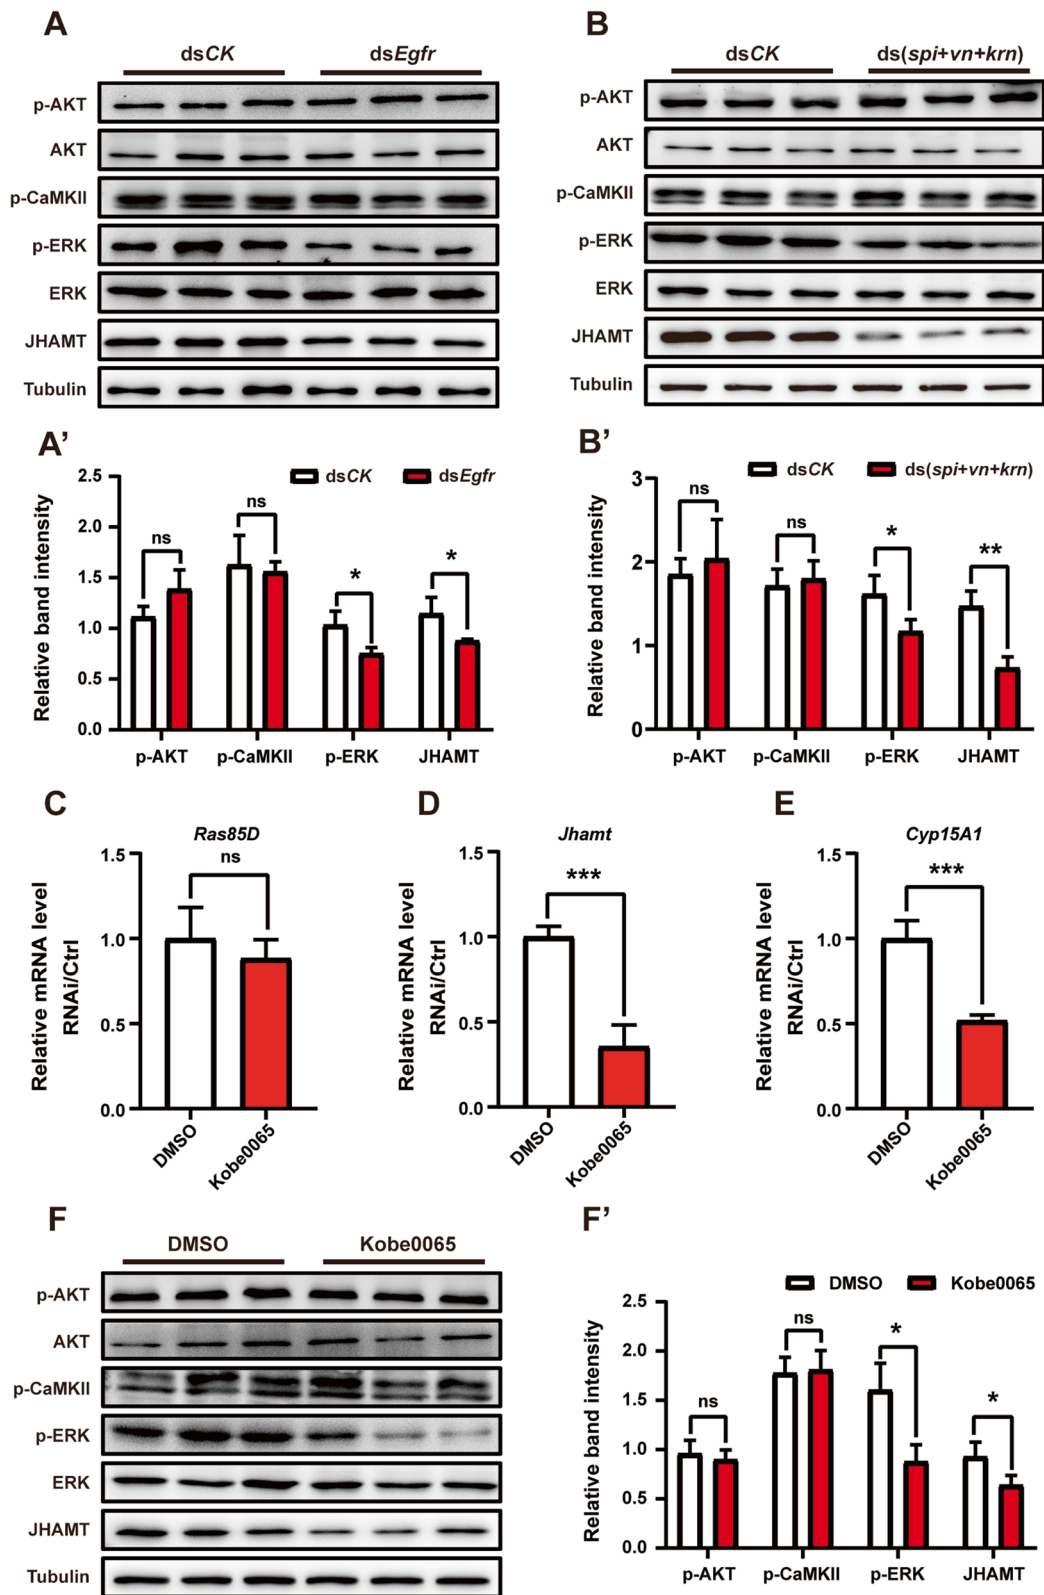 A
dsCK dsEgfr
p-AKT
AKT
p-CaMKII
p-ERK
ERK
JHAMT
Tubulin
B
dsCK ds(spi+vn+krn)
p-AKT
AKT
p-CaMKII
p-ERK
ERK
JHAMT
Tubulin
A’
dsCK dsEgfr
Relative band intensity
2.5
2.0
1.5
1.0
0.5
0.0
ns
ns
*
*
p-AKT p-CaMKII p-ERK JHAMT
B’
dsCK ds(spi+vn+krn)
Relative band intensity
3
2
1
0
ns
ns
*
**
p-AKT p-CaMKII p-ERK JHAMT
C
Ras85D
Relative mRNA level
RNAi/Ctrl
1.5
1.0
0.5
0.0
ns
DMSO
Kobe0065
D
Jhamt
Relative mRNA level
RNAi/Ctrl
1.5
1.0
0.5
0.0
***
DMSO
Kobe0065
E
Cyp15A1
Relative mRNA level
RNAi/Ctrl
1.5
1.0
0.5
0.0
***
DMSO
Kobe0065
F
DMSO Kobe0065
p-AKT
AKT
p-CaMKII
p-ERK
ERK
JHAMT
Tubulin
F’
DMSO Kobe0065
Relative band intensity
2.5
2.0
1.5
1.0
0.5
0.0
ns
ns
*
*
p-AKT p-CaMKII p-ERK JHAMT